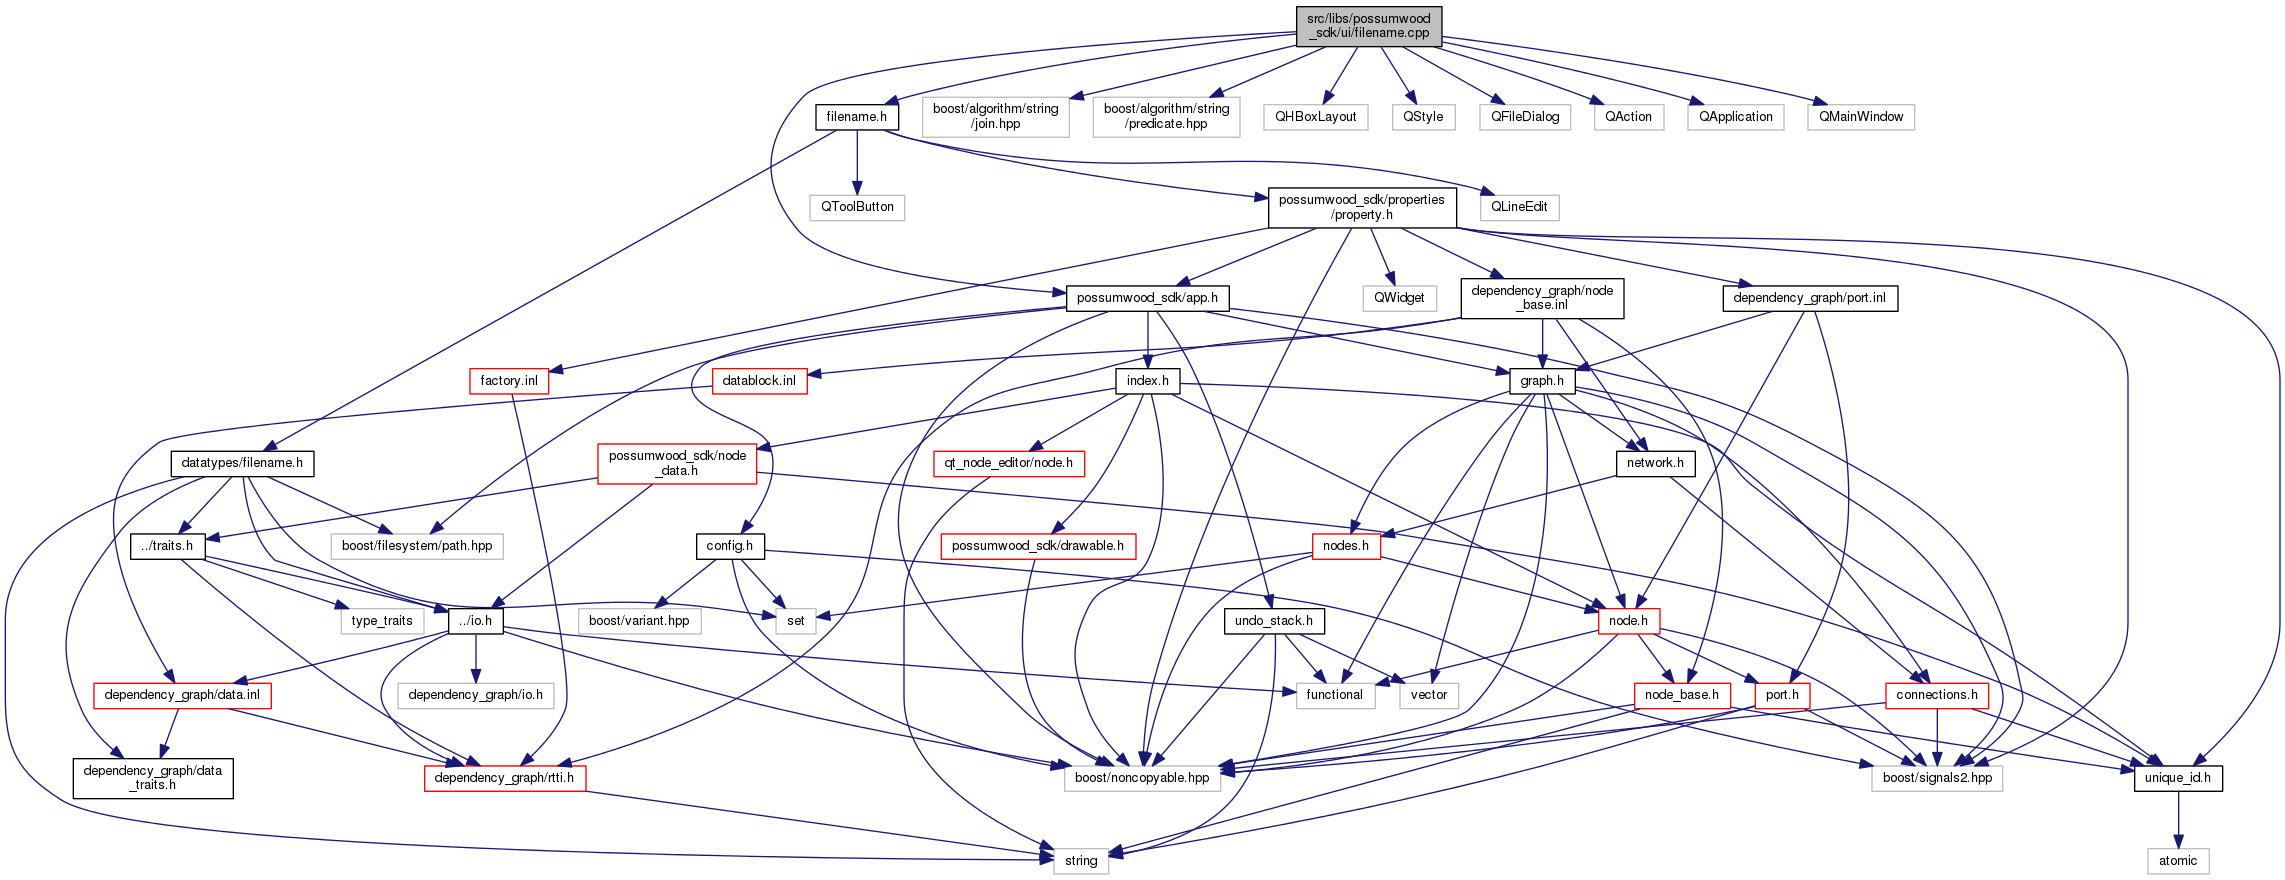 src/libs/possumwood
_sdk/ui/filename.cpp
filename.h
boost/algorithm/string
/join.hpp
boost/algorithm/string
/predicate.hpp
QHBoxLayout
QStyle
QFileDialog
QAction
QApplication
QMainWindow
QToolButton
possumwood_sdk/properties
/property.h
QLineEdit
possumwood_sdk/app.h
QWidget
dependency_graph/node
_base.inl
dependency_graph/port.inl
factory.inl
datablock.inl
index.h
graph.h
datatypes/filename.h
possumwood_sdk/node
_data.h
qt_node_editor/node.h
network.h
../traits.h
boost/filesystem/path.hpp
config.h
possumwood_sdk/drawable.h
nodes.h
type_traits
../io.h
boost/variant.hpp
set
undo_stack.h
node.h
dependency_graph/data.inl
dependency_graph/io.h
functional
vector
node_base.h
port.h
connections.h
dependency_graph/data
_traits.h
dependency_graph/rtti.h
boost/noncopyable.hpp
boost/signals2.hpp
unique_id.h
string
atomic